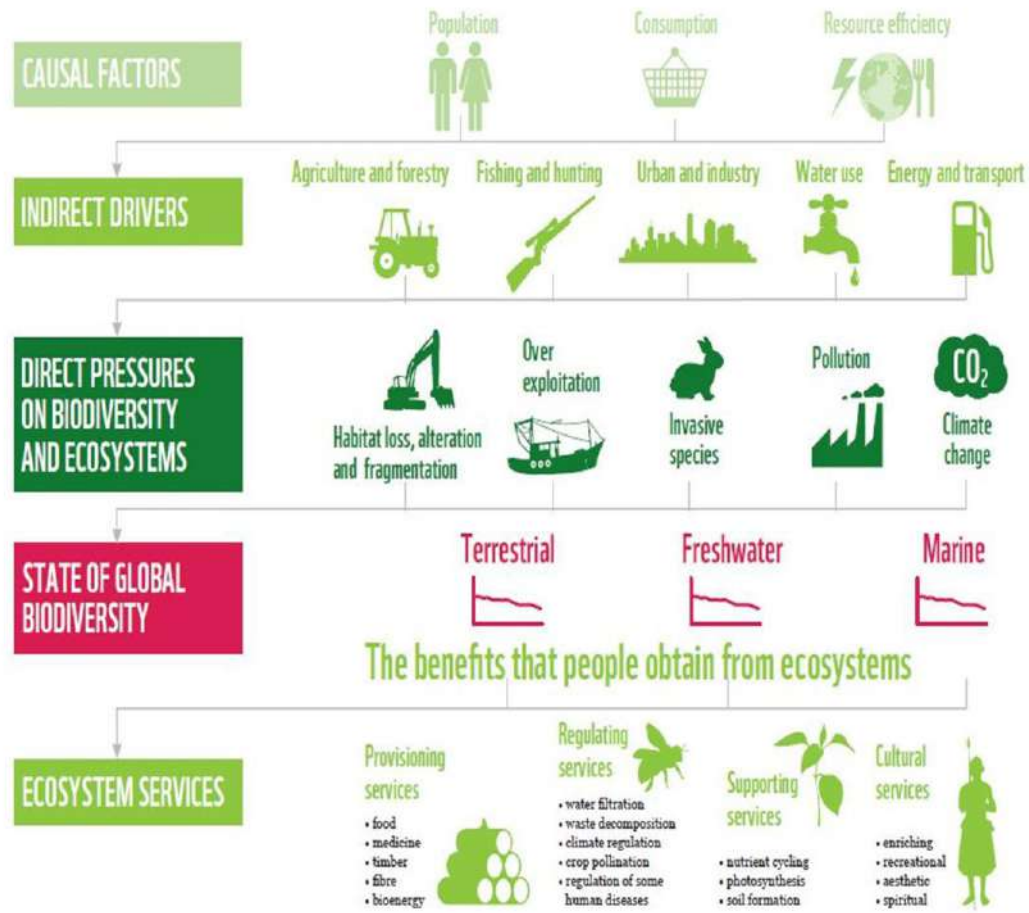 CAUSAL FACTORS
Population
Consumption
Resource efficiency
INDIRECT DRIVERS
Agriculture and forestry
Fishing and hunting
Urban and industry
Water use
Energy and transport
DIRECT PRESSURES
ON BIODIVERSITY
AND ECOSYSTEMS
Habitat loss, alteration
and fragmentation
Over
exploitation
Invasive
species
Pollution
CO2
Climate
change
STATE OF GLOBAL
BIODIVERSITY
Terrestrial
Freshwater
Marine
The benefits that people obtain from ecosystems
ECOSYSTEM SERVICES
Provisioning
services
• food
• medicine
• timber
• fibre
• bioenergy
Regulating
services
• water filtration
• waste decomposition
• climate regulation
• crop pollination
• regulation of some
human diseases
Supporting
services
• nutrient cycling
• photosynthesis
• soil formation
Cultural
services
• enriching
• recreational
• aesthetic
• spiritual